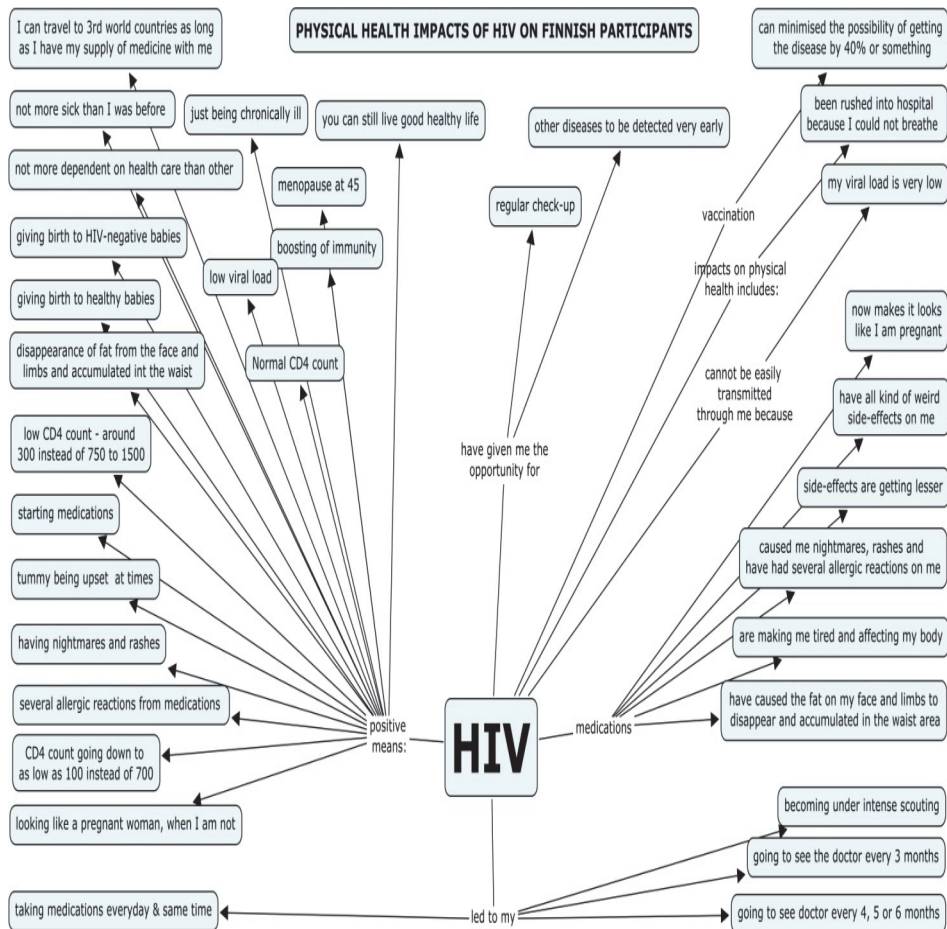 PHYSICAL HEALTH IMPACTS OF HIV ON FINNISH PARTICIPANTS
I can travel to 3rd world countries as long
as I have my supply of medicine with me
not more sick than I was before
just being chronically ill
you can still live good healthy life
not more dependent on health care than other
menopause at 45
giving birth to HIV-negative babies
boosting of immunity
low viral load
giving birth to healthy babies
disappearance of fat from the face and
limbs and accumulated int the waist
Normal CD4 count
low CD4 count - around
300 instead of 750 to 1500
starting medications
tummy being upset at times
having nightmares and rashes
several allergic reactions from medications
CD4 count going down to
as low as 100 instead of 700
looking like a pregnant woman, when I am not
positive
means:
HIV
other diseases to be detected very early
regular check-up
have given me the
opportunity for
can minimised the possibility of getting
the disease by 40% or something
been rushed into hospital
because I could not breathe
my viral load is very low
vaccination
impacts on physical
health includes:
cannot be easily
transmitted
through me because
now makes it looks
like I am pregnant
have all kind of weird
side-effects on me
side-effects are getting lesser
caused me nightmares, rashes and
have had several allergic reactions on me
are making me tired and affecting my body
have caused the fat on my face and limbs to
disappear and accumulated in the waist area
medications
becoming under intense scouting
going to see the doctor every 3 months
going to see doctor every 4, 5 or 6 months
led to my
taking medications everyday & same time